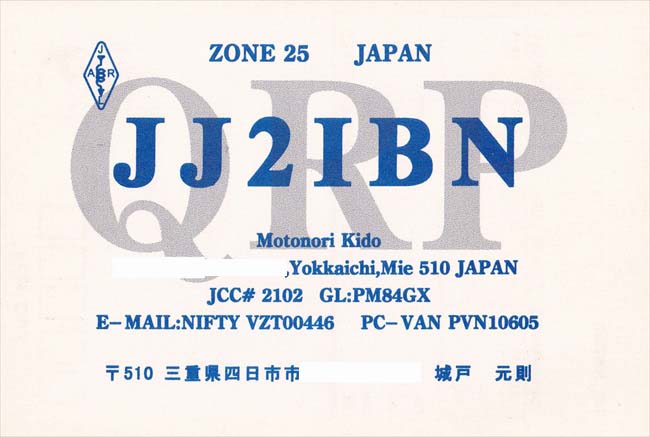 ZONE 25 JAPAN
JARL
QRP
JJ2IBN
Motonori Kido
,Yokkaichi,Mie 510 JAPAN
JCC# 2102 GL:PM84GX
E-MAIL:NIFTY VZT00446 PC-VAN PVN10605
〒510 三重県四日市市 城戸 元則